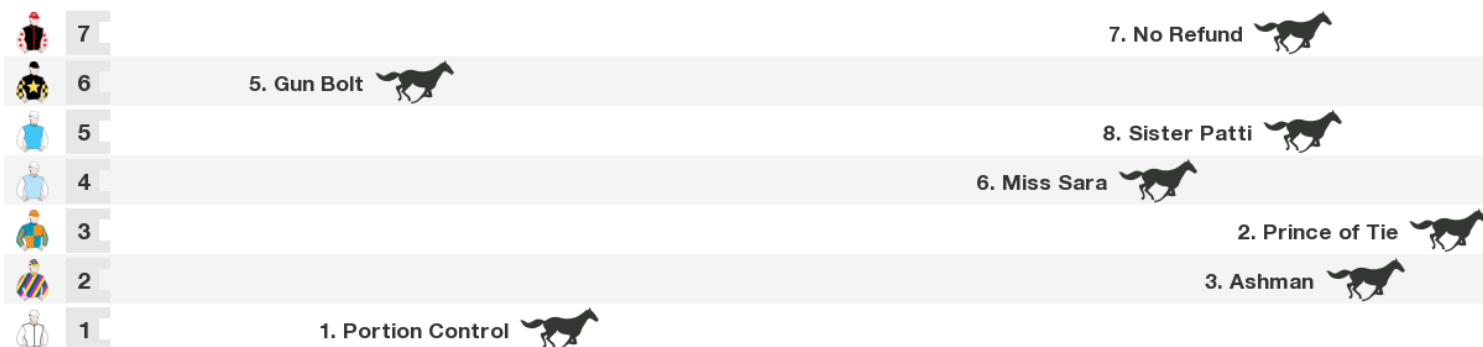 7 7. No Refund
6 5. Gun Bolt
5 8. Sister Patti
4 6. Miss Sara
3 2. Prince of Tie
2 3. Ashman
1 1. Portion Control